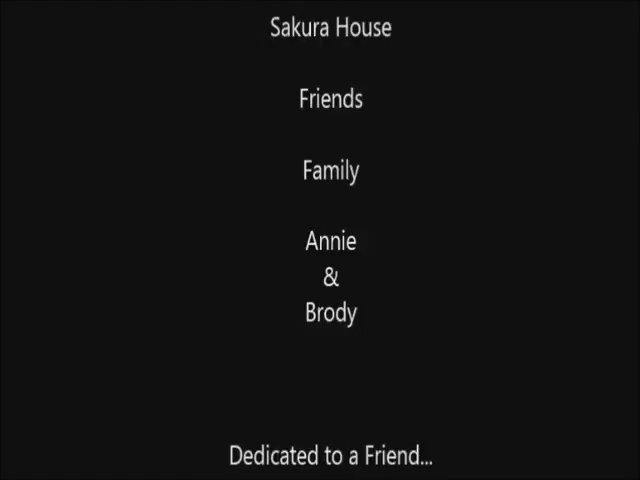 Sakura House
Friends
Family
Annie
&
Brody
Dedicated to a Friend...